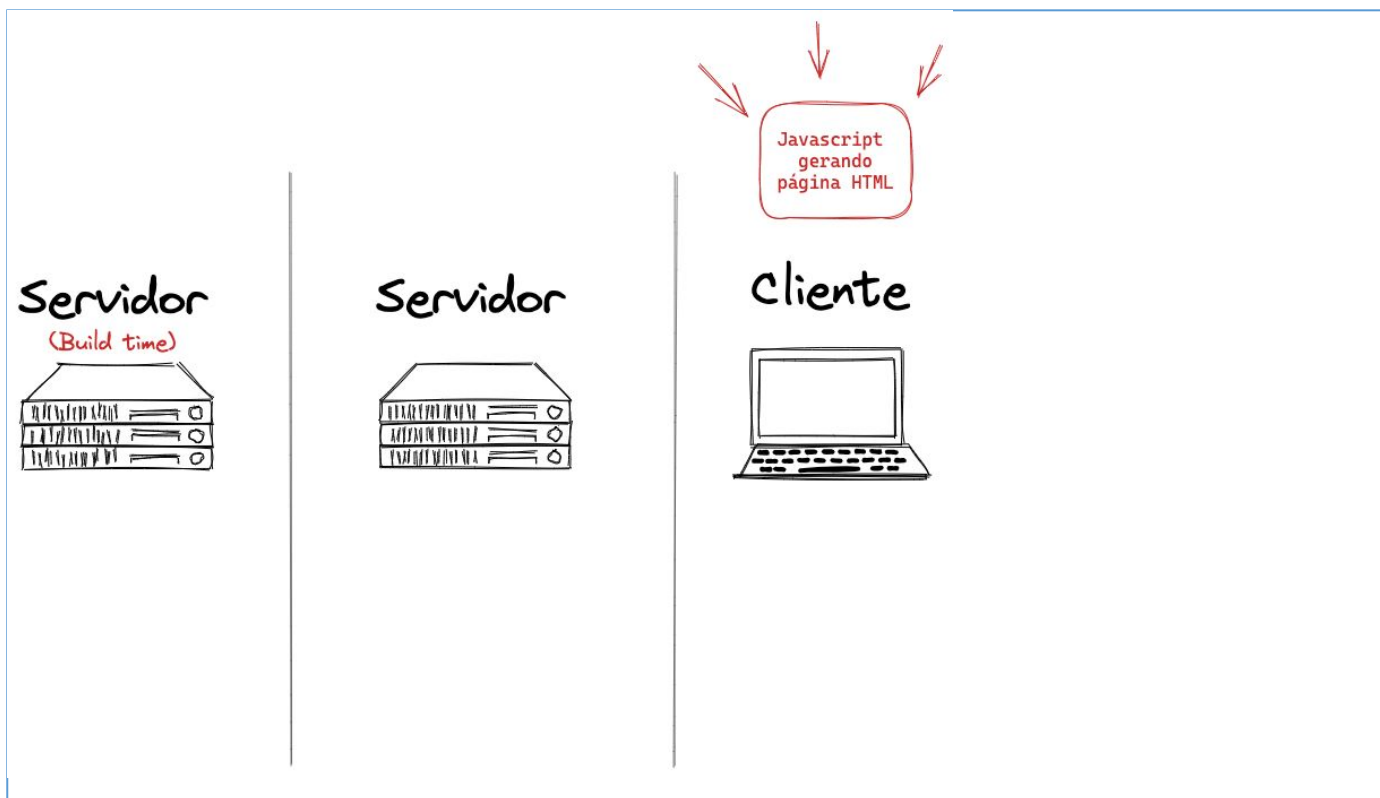 Javascript
gerando
página HTML
Servidor
(Build time)
Servidor
Cliente